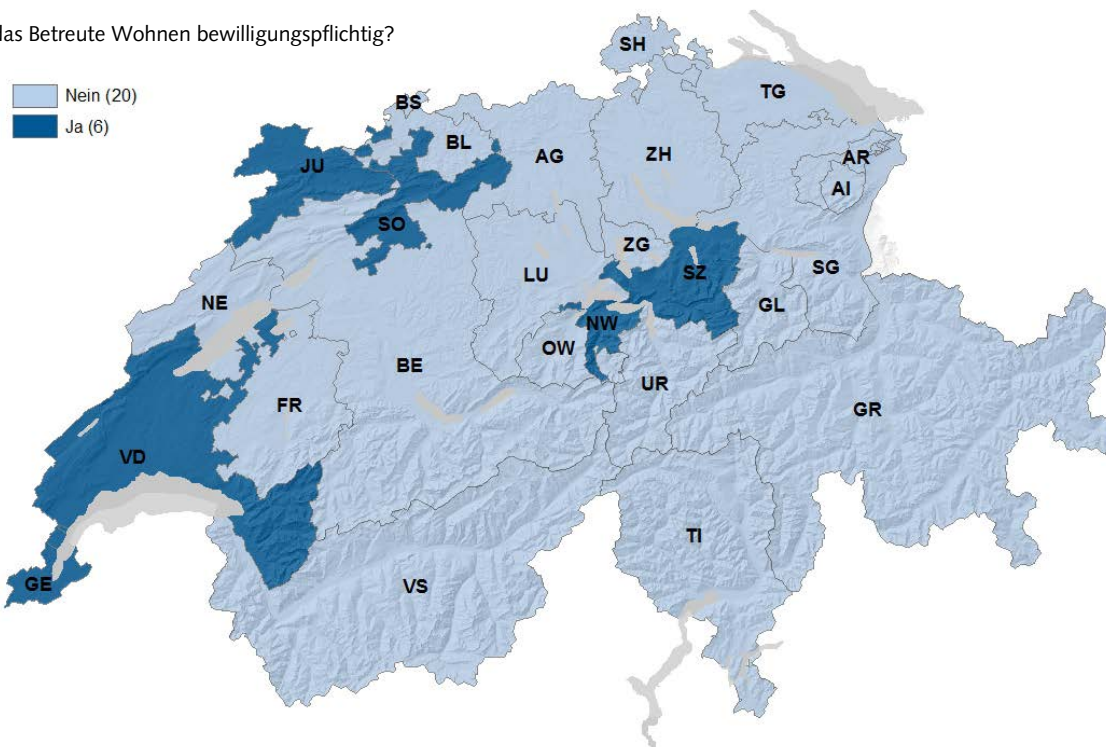 das Betreute Wohnen bewilligungspflichtig?
Nein (20)
Ja (6)
SH
BS
TG
BL
JU
AG
ZH
AR
AI
SO
ZG
LU
SZ
SG
NE
GL
NW
OW
BE
UR
FR
GR
VD
TI
GE
VS